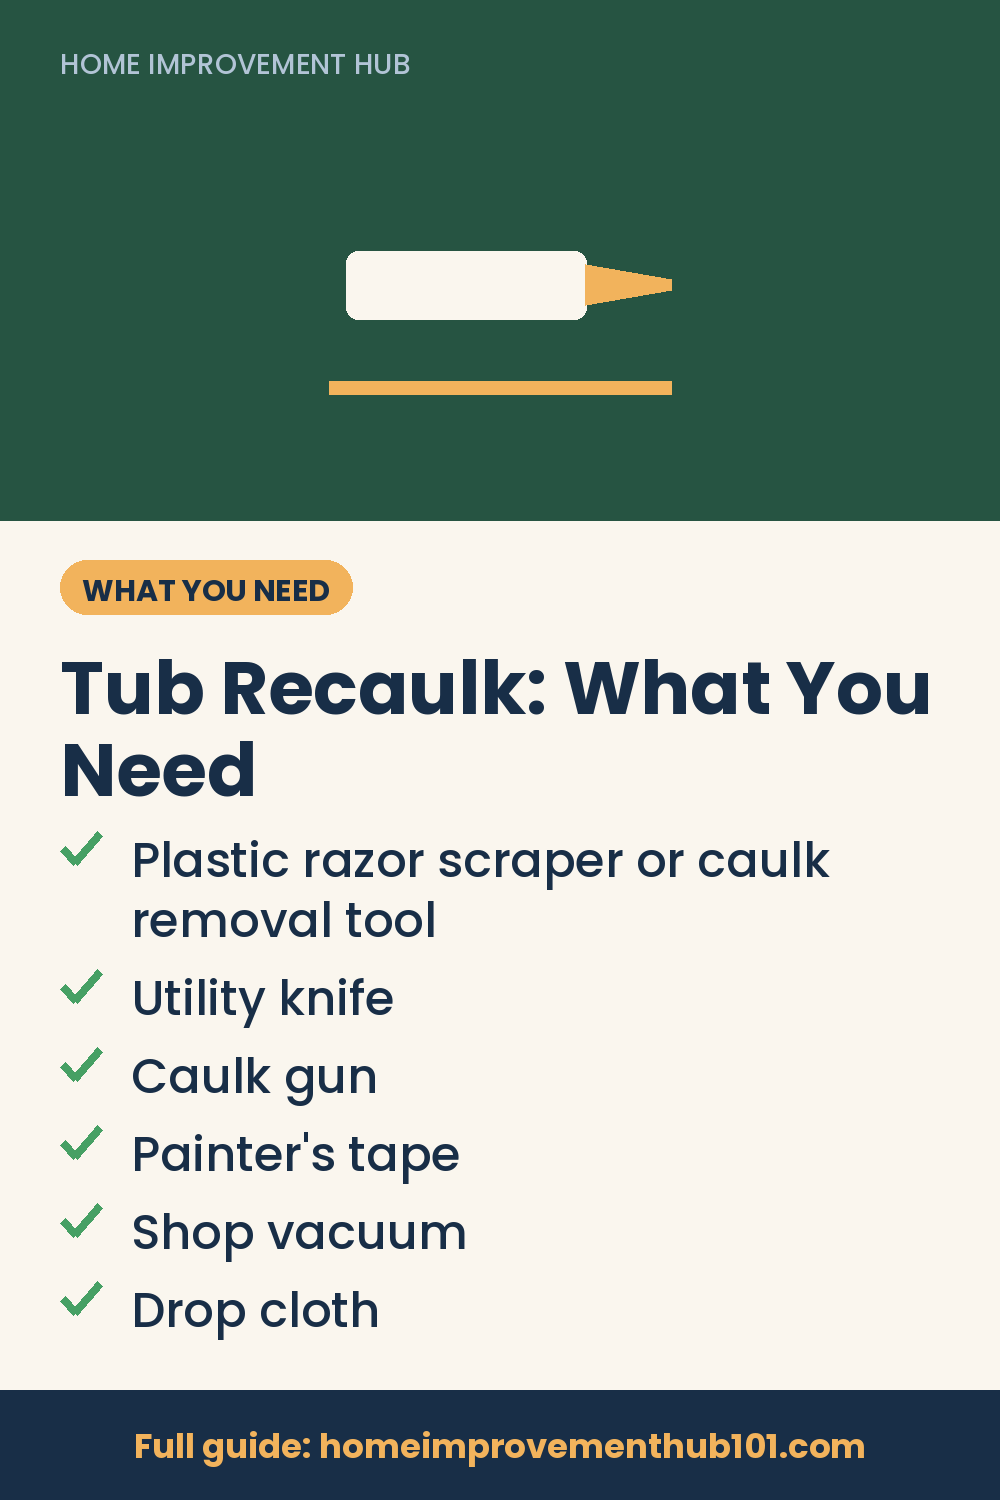 HOME IMPROVEMENT HUB
WHAT YOU NEED
Tub Recaulk: What You
Need
Plastic razor scraper or caulk
removal tool
Utility knife
Caulk gun
Painter's tape
Shop vacuum
Drop cloth
Full guide: homeimprovementhub101.com